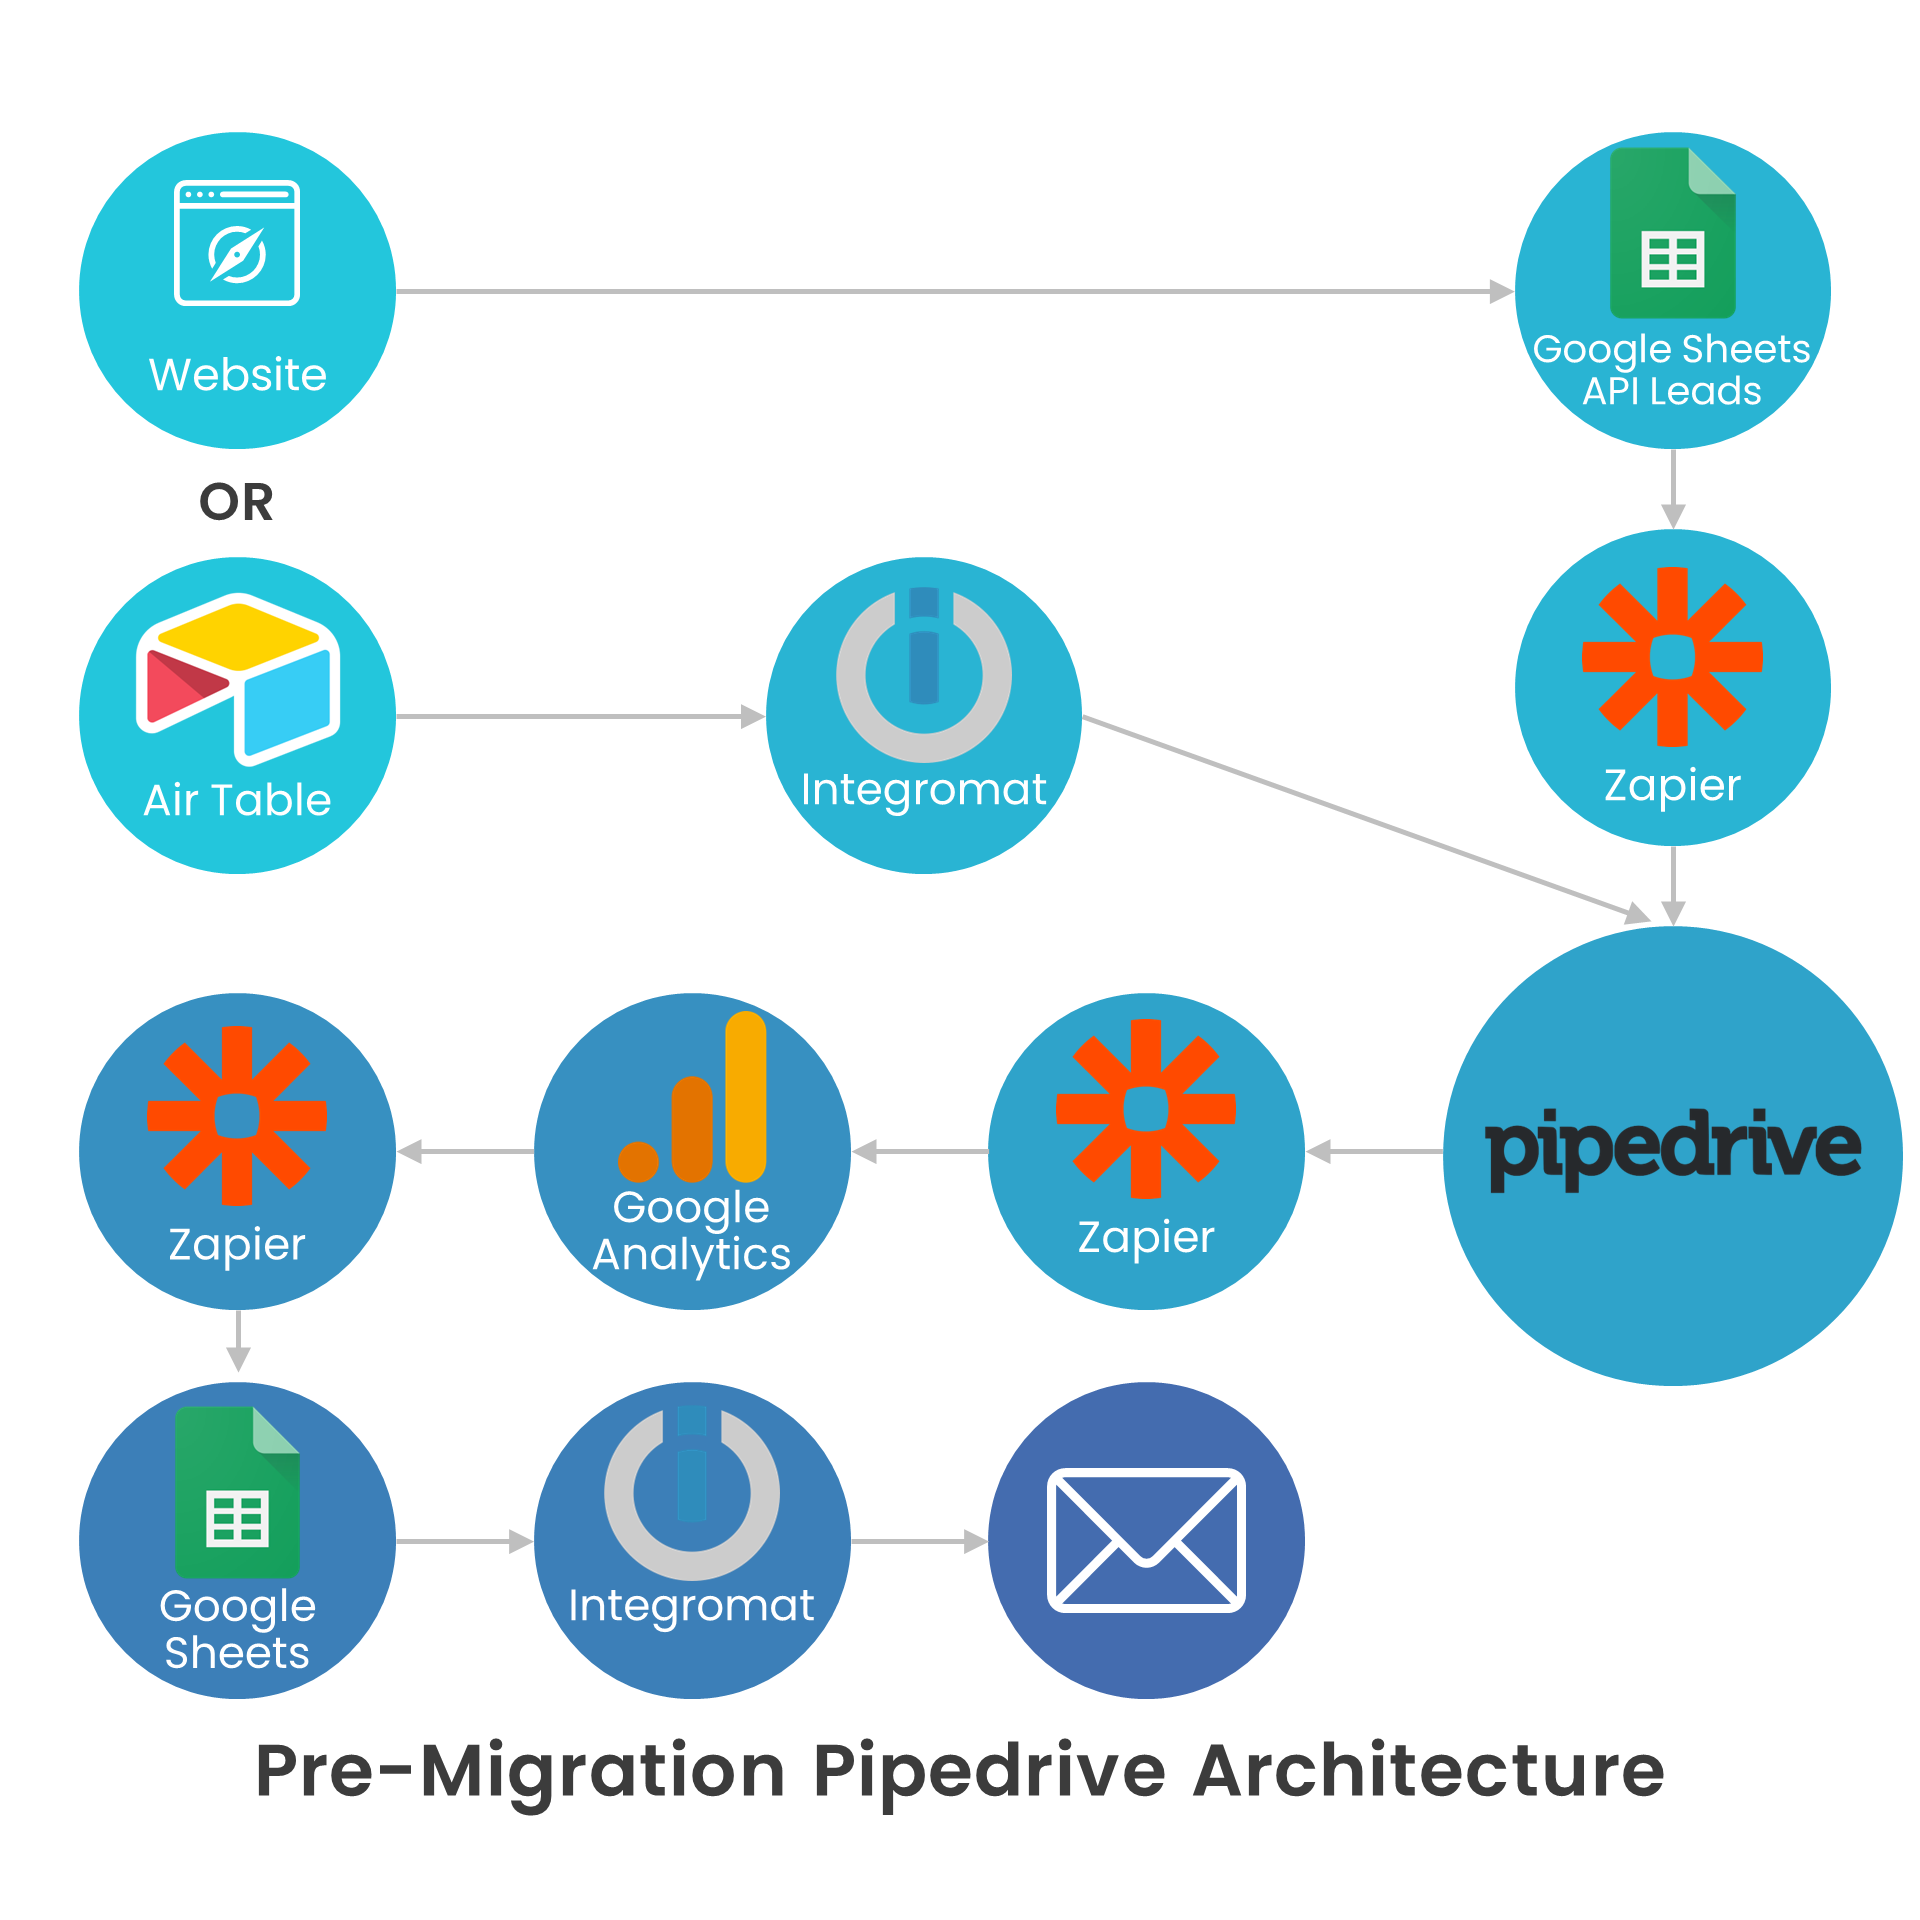 Website
Google Sheets
API Leads
OR
Air Table
Integromat
Zapier
pipedrive
Zapier
Google
Analytics
Zapier
Google
Sheets
Integromat
Pre-Migration Pipedrive Architecture